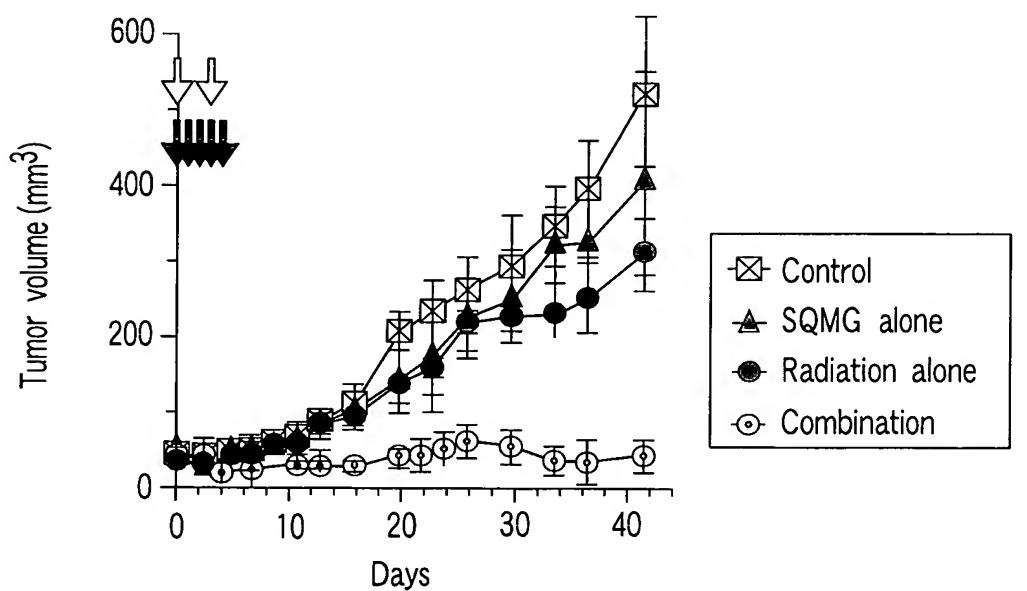 600
400
200
0
0 10 20 30 40
Days
Tumor volume (mm³)
Control
SQMG alone
Radiation alone
Combination